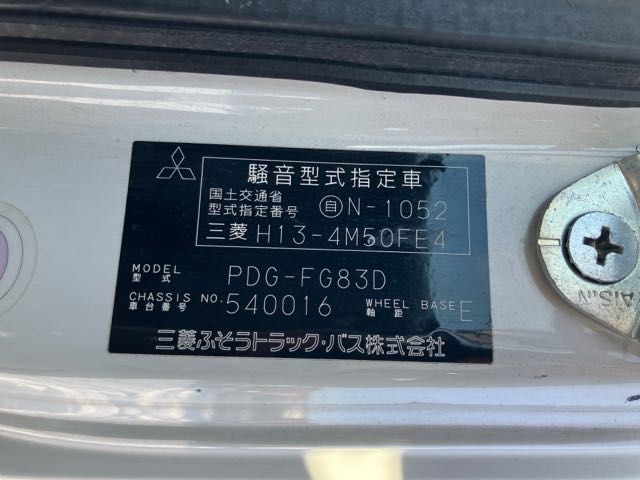 騒音型式指定車
国土交通省
型式指定番号 自N-1052
三菱 H13-4M50FE4
MODEL
型式 PDG-FG83D
CHASSIS NO. 540016 WHEEL BASE E
車台番号 軸距
三菱ふそうトラック・バス株式会社
AISIN